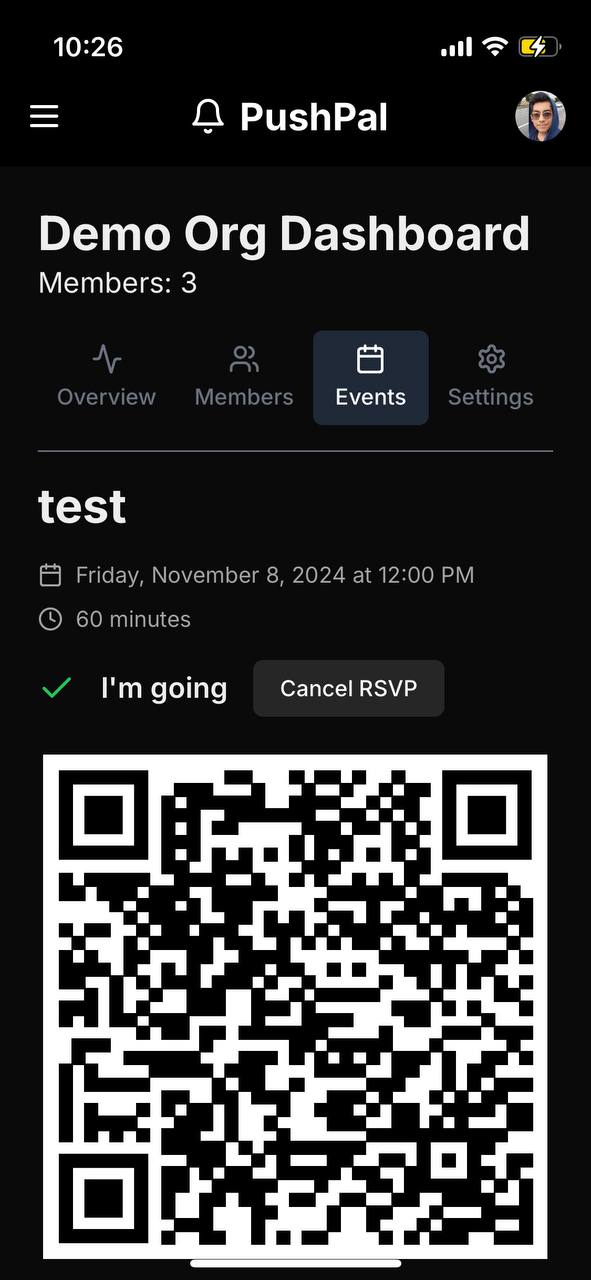 10:26
PushPal
Demo Org Dashboard
Members: 3
Overview Members Events Settings
test
Friday, November 8, 2024 at 12:00 PM
60 minutes
I'm going Cancel RSVP